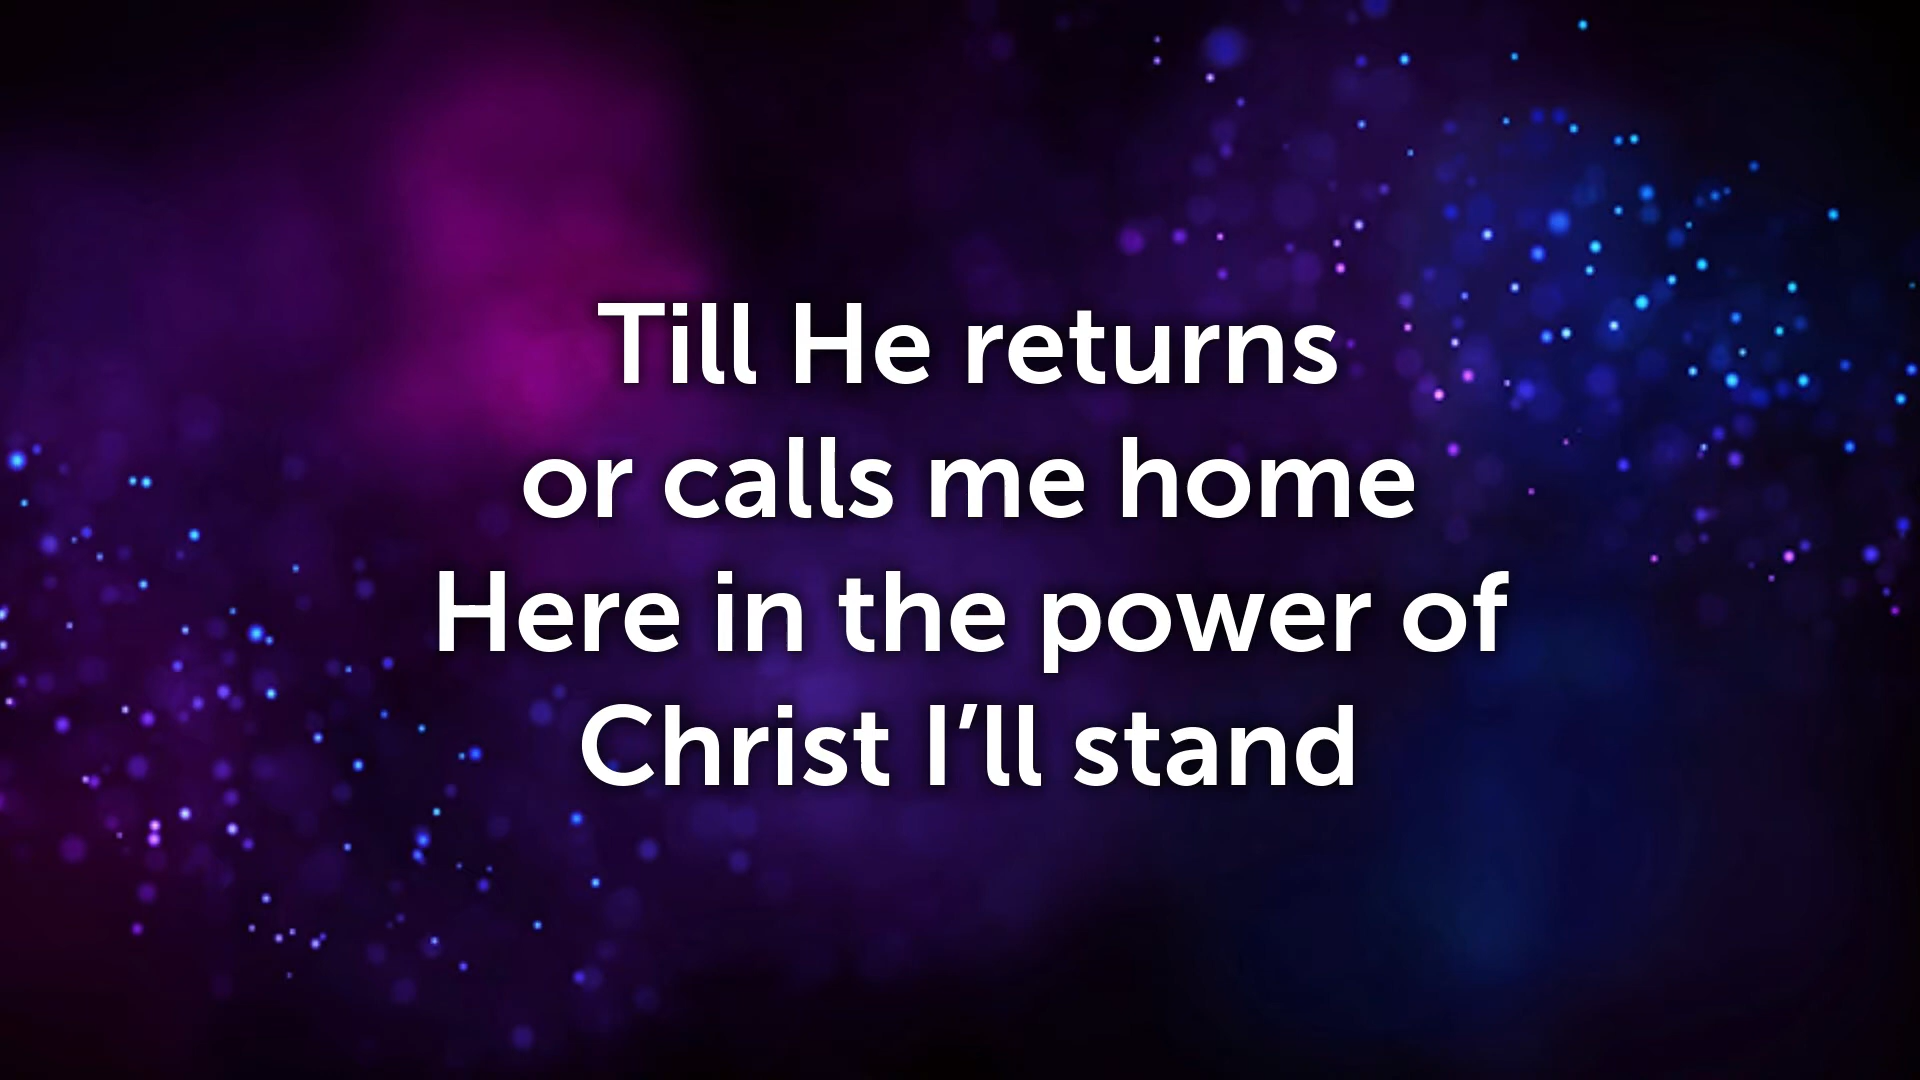 Till He returns
or calls me home
Here in the power of
Christ I’ll stand